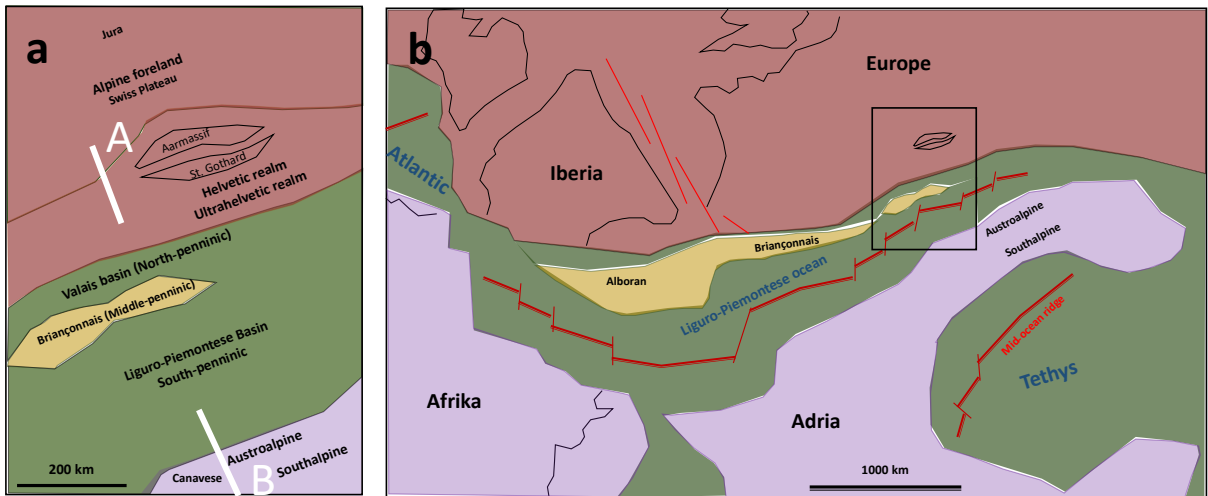 a
Jura
Alpine foreland
Swiss Plateau
A
Aarmassif
St. Gothard
Helvetic realm
Ultrahelvetic realm
Valais basin (North-penninic)
Briançonnais (Middle-penninic)
Liguro-Piemontese Basin
South-penninic
Austroalpine
Southalpine
Canavese
B
200 km
b
Europe
Atlantic
Iberia
Briançonnais
Alboran
Liguro-Piemontese ocean
Austroalpine
Southalpine
Mid-ocean ridge
Tethys
Afrika
Adria
1000 km